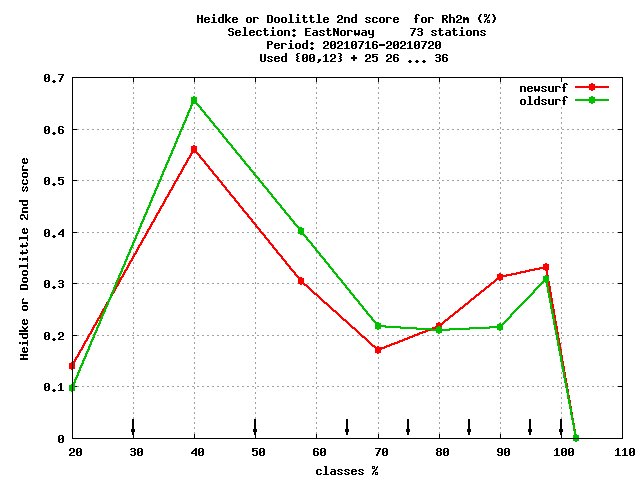 Heidke or Doolittle 2nd score  for Rh2m (%)
Selection: EastNorway     73 stations
Period: 20210716-20210720
Used {00,12} + 25 26 ... 36
newsurf
oldsurf
0.7
0.6
0.5
0.4
0.3
0.2
0.1
0
Heidke or Doolittle 2nd score
20 30 40 50 60 70 80 90 100 110
classes %